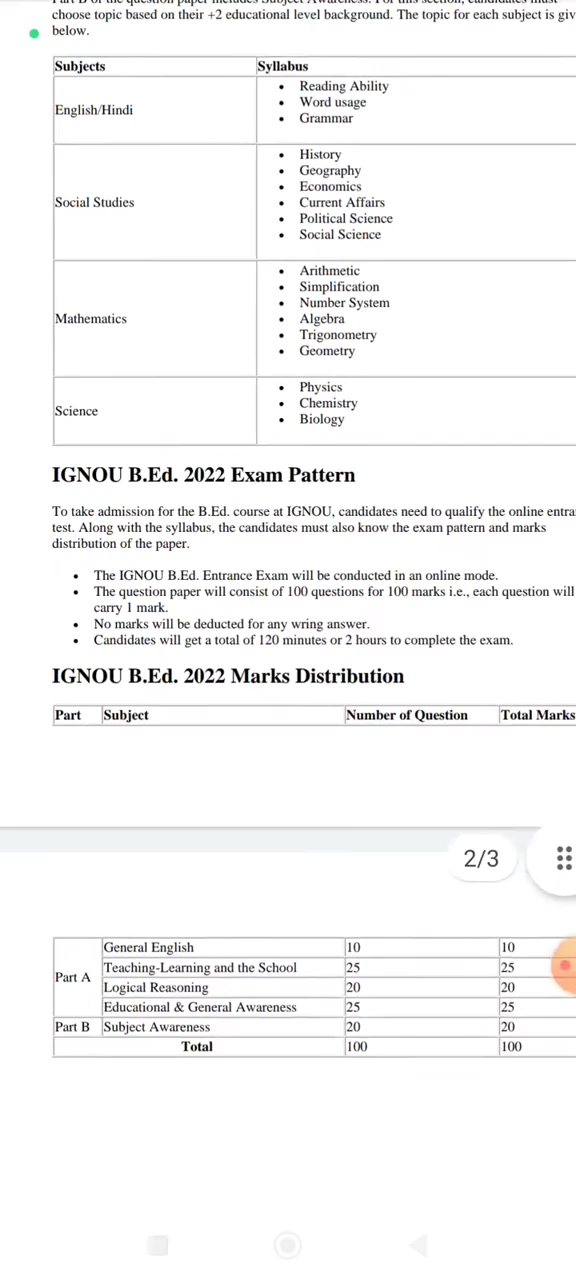 choose topic based on their +2 educational level background. The topic for each subject is giv
below.
Subjects Syllabus
English/Hindi
• Reading Ability
• Word usage
• Grammar
Social Studies
• History
• Geography
• Economics
• Current Affairs
• Political Science
• Social Science
Mathematics
• Arithmetic
• Simplification
• Number System
• Algebra
• Trigonometry
• Geometry
Science
• Physics
• Chemistry
• Biology
IGNOU B.Ed. 2022 Exam Pattern
To take admission for the B.Ed. course at IGNOU, candidates need to qualify the online entra
test. Along with the syllabus, the candidates must also know the exam pattern and marks
distribution of the paper.
• The IGNOU B.Ed. Entrance Exam will be conducted in an online mode.
• The question paper will consist of 100 questions for 100 marks i.e., each question will
carry 1 mark.
• No marks will be deducted for any wring answer.
• Candidates will get a total of 120 minutes or 2 hours to complete the exam.
IGNOU B.Ed. 2022 Marks Distribution
Part Subject Number of Question Total Marks
2/3
Part A
General English 10 10
Teaching-Learning and the School 25 25
Logical Reasoning 20 20
Educational & General Awareness 25 25
Part B Subject Awareness 20 20
Total 100 100